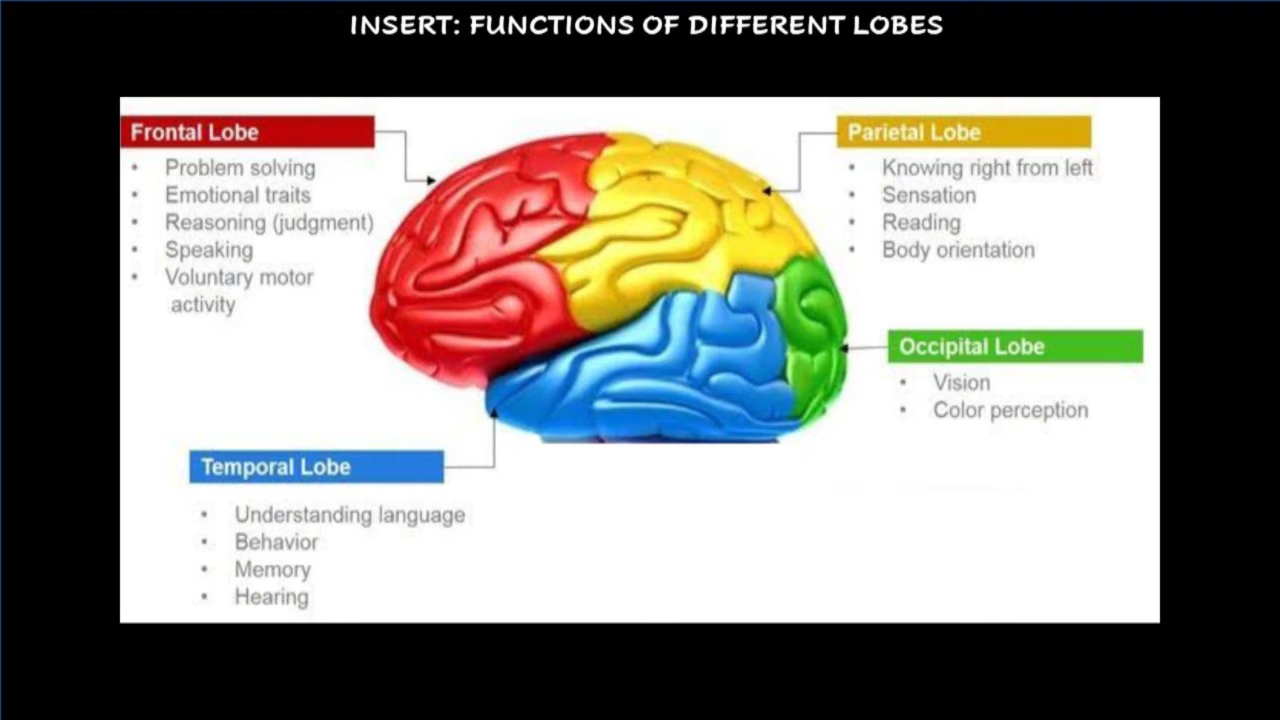 INSERT: FUNCTIONS OF DIFFERENT LOBES
Frontal Lobe
• Problem solving
• Emotional traits
• Reasoning (judgment)
• Speaking
• Voluntary motor
activity
Parietal Lobe
• Knowing right from left
• Sensation
• Reading
• Body orientation
Occipital Lobe
• Vision
• Color perception
Temporal Lobe
• Understanding language
• Behavior
• Memory
• Hearing